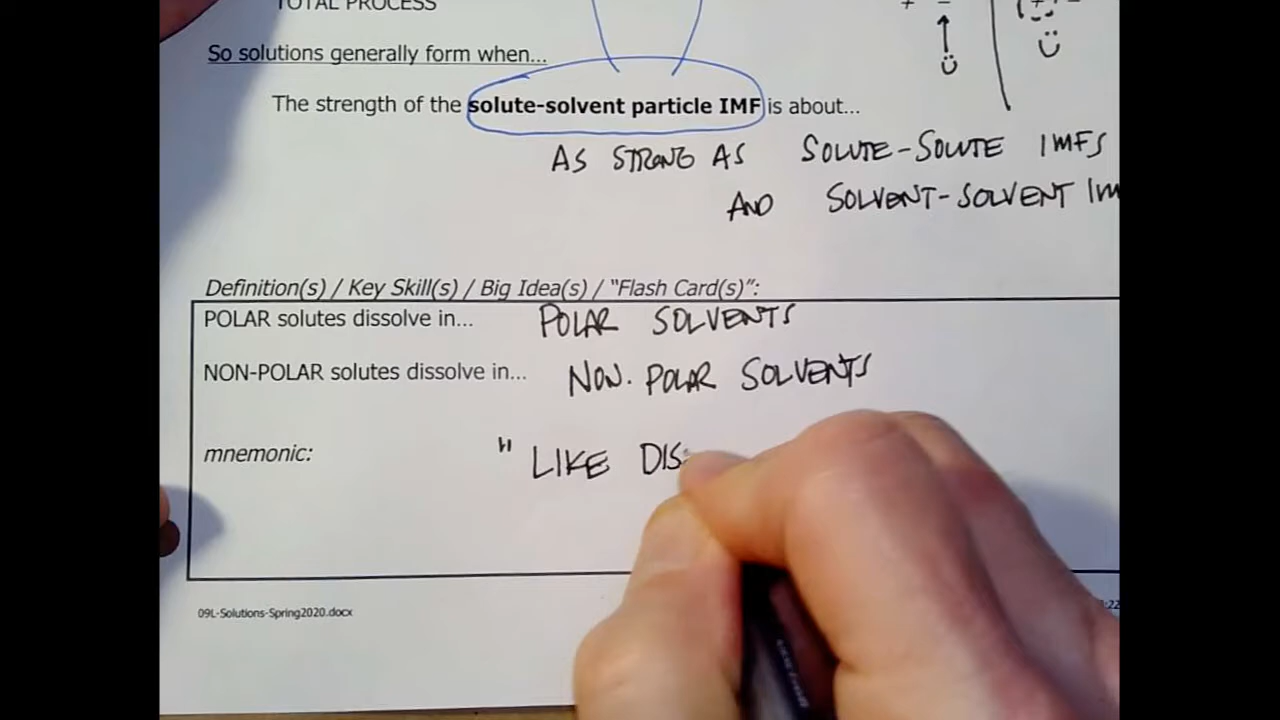 TOTAL PROCESS
+ –
So solutions generally form when...
The strength of the solute-solvent particle IMF is about...
AS STRONG AS SOLUTE-SOLUTE IMFS
AND SOLVENT-SOLVENT IM
Definition(s) / Key Skill(s) / Big Idea(s) / “Flash Card(s)”:
POLAR solutes dissolve in... POLAR SOLVENTS
NON-POLAR solutes dissolve in... NON-POLAR SOLVENTS
mnemonic: " LIKE DIS
09L-Solutions-Spring2020.docx